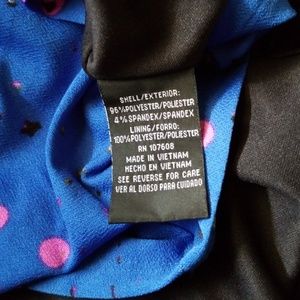 SHELL/EXTERIOR:
96%POLYESTER/POLIESTER
4%SPANDEX/SPANDEX
LINING/FORRO:
100%POLYESTER/POLIESTER
RN 107608
MADE IN VIETNAM
HECHO EN VIETNAM
SEE REVERSE FOR CARE
VER AL DORSO PARA CUIDADO